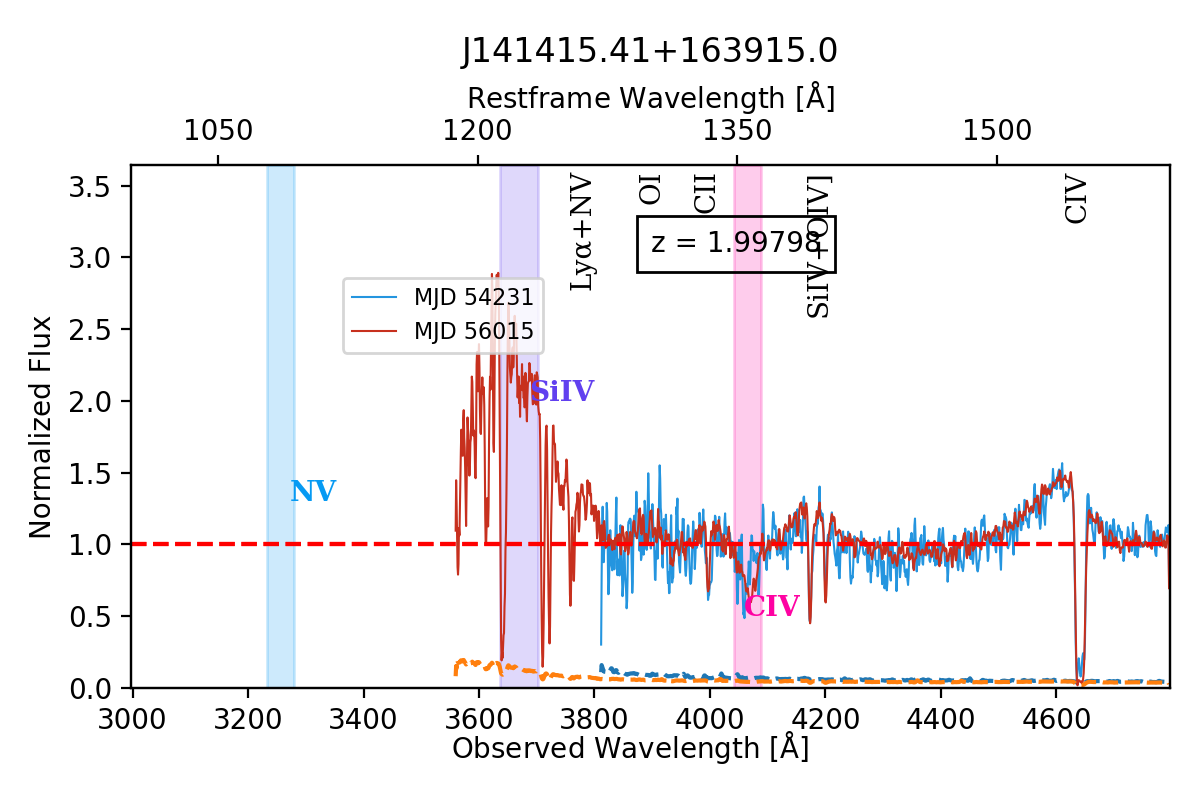 J141415.41+163915.0
Restframe Wavelength [Å]
1050 1200 1350 1500
Normalized Flux
3.5
3.0
2.5
2.0
1.5
1.0
0.5
0.0
Lyα+NV
OI
CII
SiIV+OIV]
CIV
z = 1.99798
MJD 54231
MJD 56015
SiIV
NV
CIV
3000 3200 3400 3600 3800 4000 4200 4400 4600
Observed Wavelength [Å]